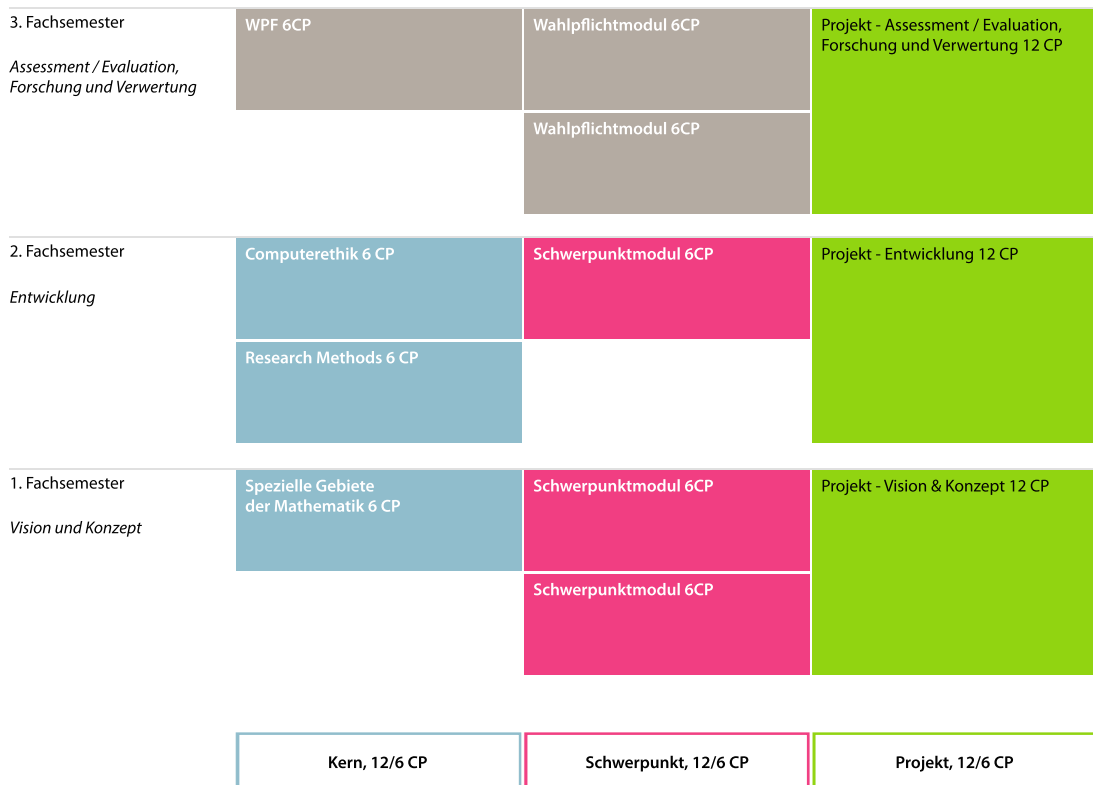 3. Fachsemester
Assessment / Evaluation,
Forschung und Verwertung
WPF 6CP
Wahlpflichtmodul 6CP
Wahlpflichtmodul 6CP
Projekt - Assessment / Evaluation,
Forschung und Verwertung 12 CP
2. Fachsemester
Entwicklung
Computerethik 6 CP
Research Methods 6 CP
Schwerpunktmodul 6CP
Projekt - Entwicklung 12 CP
1. Fachsemester
Vision und Konzept
Spezielle Gebiete
der Mathematik 6 CP
Schwerpunktmodul 6CP
Schwerpunktmodul 6CP
Projekt - Vision & Konzept 12 CP
Kern, 12/6 CP
Schwerpunkt, 12/6 CP
Projekt, 12/6 CP